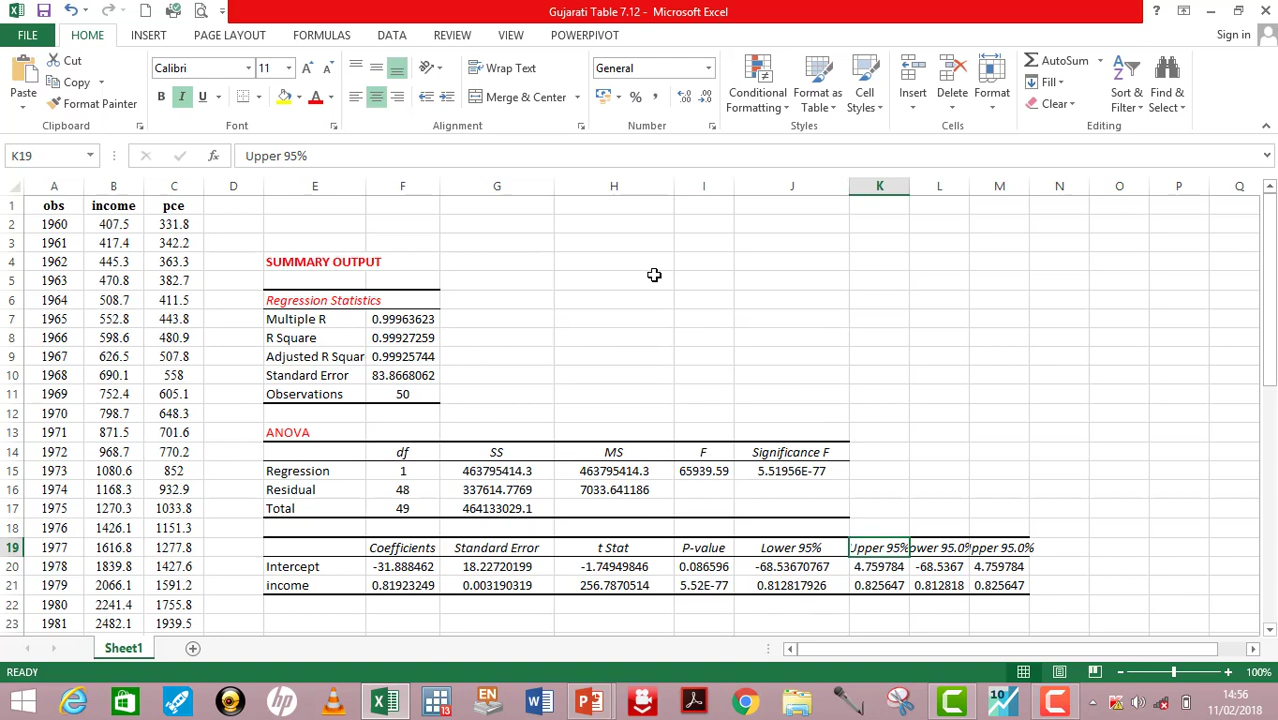 Gujarati Table 7.12 - Microsoft Excel
FILE HOME INSERT PAGE LAYOUT FORMULAS DATA REVIEW VIEW POWERPIVOT Sign in
Paste Cut Copy Format Painter Clipboard
Calibri 11 B I U A Font
Wrap Text Merge & Center Alignment
General % , Number
Conditional Formatting Format as Table Cell Styles Styles
Insert Delete Format Cells
AutoSum Fill Clear Sort & Filter Find & Select Editing
K19 fx Upper 95%
A B C D E F G H I J K L M N O P Q
1 obs income pce
2 1960 407.5 331.8
3 1961 417.4 342.2
4 1962 445.3 363.3 SUMMARY OUTPUT
5 1963 470.8 382.7
6 1964 508.7 411.5 Regression Statistics
7 1965 552.8 443.8 Multiple R 0.99963623
8 1966 598.6 480.9 R Square 0.99927259
9 1967 626.5 507.8 Adjusted R Squar 0.99925744
10 1968 690.1 558 Standard Error 83.8668062
11 1969 752.4 605.1 Observations 50
12 1970 798.7 648.3
13 1971 871.5 701.6 ANOVA
14 1972 968.7 770.2 df SS MS F Significance F
15 1973 1080.6 852 Regression 1 463795414.3 463795414.3 65939.59 5.51956E-77
16 1974 1168.3 932.9 Residual 48 337614.7769 7033.641186
17 1975 1270.3 1033.8 Total 49 464133029.1
18 1976 1426.1 1151.3
19 1977 1616.8 1277.8 Coefficients Standard Error t Stat P-value Lower 95% Upper 95% ower 95.0% pper 95.0%
20 1978 1839.8 1427.6 Intercept -31.888462 18.22720199 -1.74949846 0.086596 -68.53670767 4.759784 -68.5367 4.759784
21 1979 2066.1 1591.2 income 0.81923249 0.003190319 256.7870514 5.52E-77 0.812817926 0.825647 0.812818 0.825647
22 1980 2241.4 1755.8
23 1981 2482.1 1939.5
Sheet1
READY 100%
14:56
11/02/2018